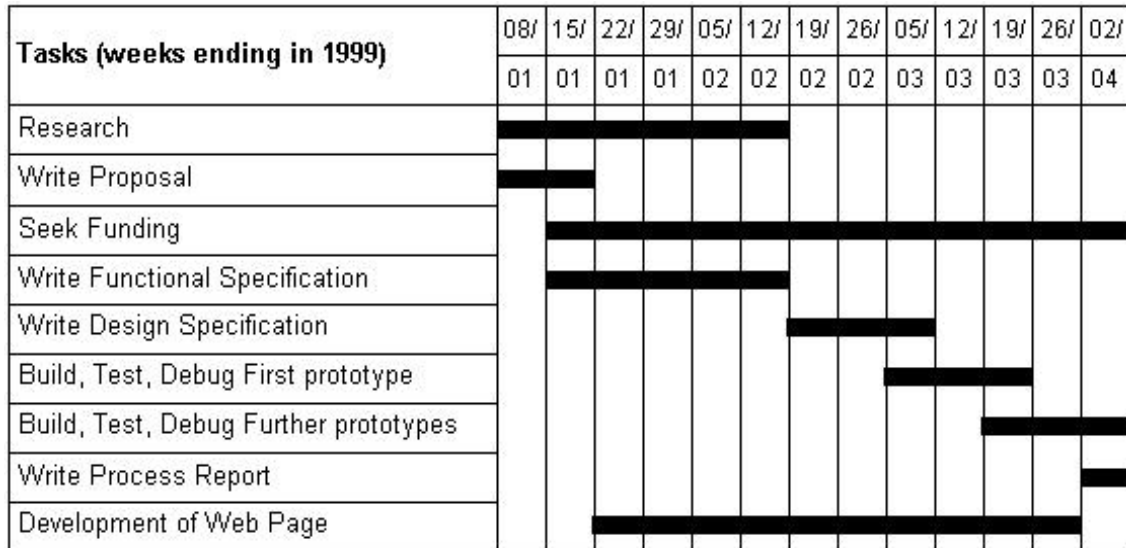 Tasks (weeks ending in 1999)
08/ 15/ 22/ 29/ 05/ 12/ 19/ 26/ 05/ 12/ 19/ 26/ 02/
01 01 01 01 02 02 02 02 03 03 03 03 04
Research
Write Proposal
Seek Funding
Write Functional Specification
Write Design Specification
Build, Test, Debug First prototype
Build, Test, Debug Further prototypes
Write Process Report
Development of Web Page